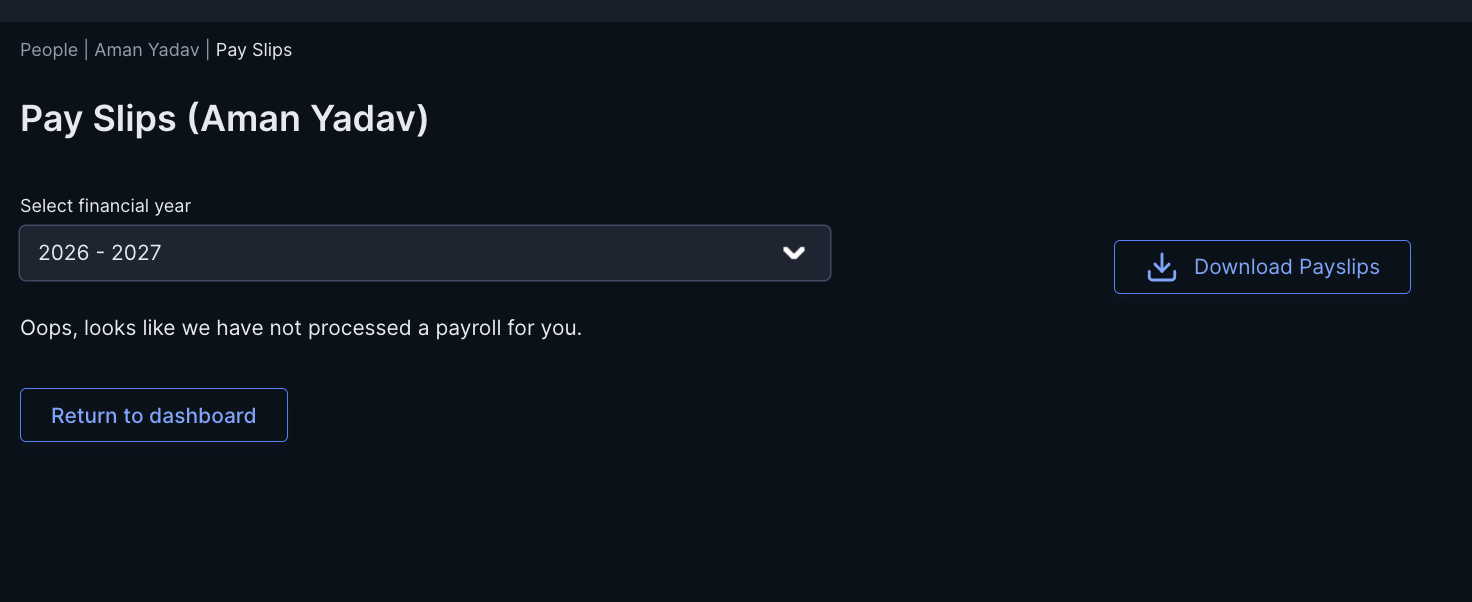 People | Aman Yadav | Pay Slips
Pay Slips (Aman Yadav)
Select financial year
2026 - 2027
Download Payslips
Oops, looks like we have not processed a payroll for you.
Return to dashboard